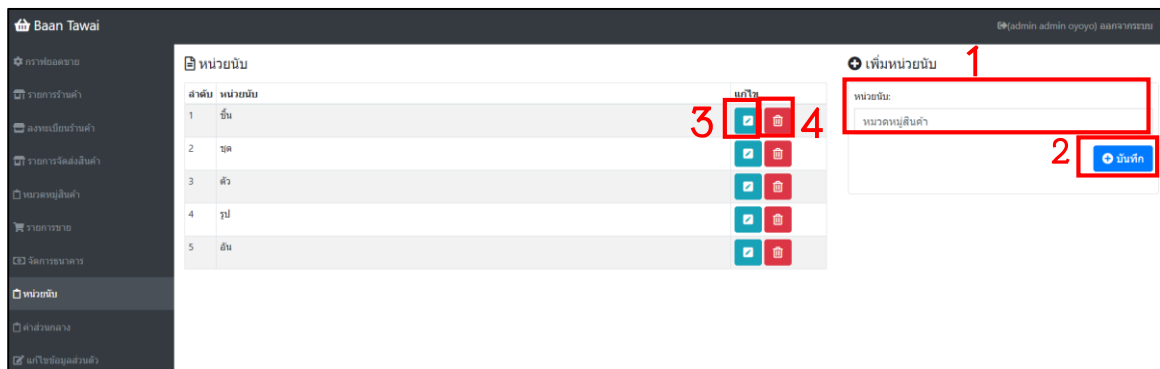 Baan Tawai
(admin admin oyoyo) ออกจากระบบ
กราฟยอดขาย
รายการร้านค้า
ลงทะเบียนร้านค้า
รายการจัดส่งสินค้า
หมวดหมู่สินค้า
รายการขาย
จัดการธนาคาร
หน่วยนับ
ค่าส่วนกลาง
แก้ไขข้อมูลส่วนตัว
หน่วยนับ
ลำดับ หน่วยนับ แก้ไข
1 ชิ้น
3 4
2 ชุด
3 ตัว
4 รูป
5 อัน
เพิ่มหน่วยนับ
1
หน่วยนับ:
หมวดหมู่สินค้า
2 บันทึก